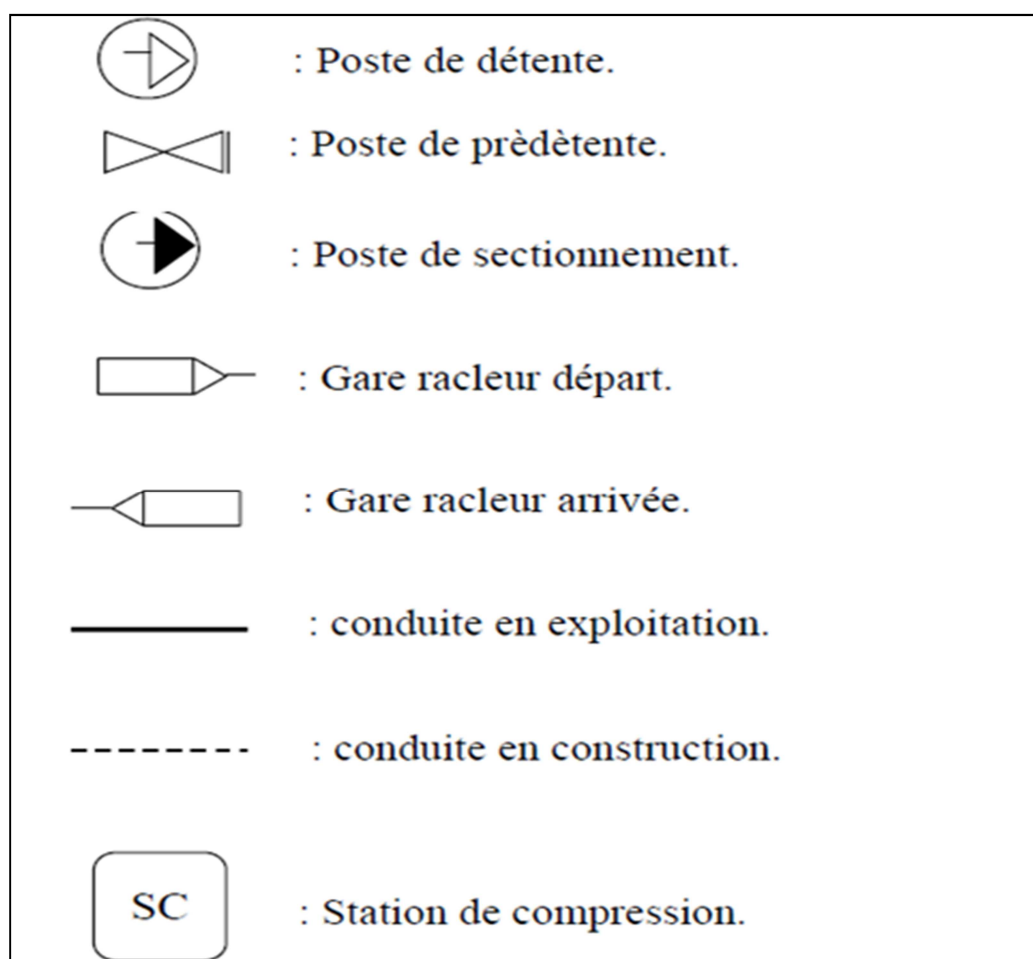 : Poste de détente.
: Poste de prèdètente.
: Poste de sectionnement.
: Gare racleur départ.
: Gare racleur arrivée.
: conduite en exploitation.
: conduite en construction.
SC : Station de compression.